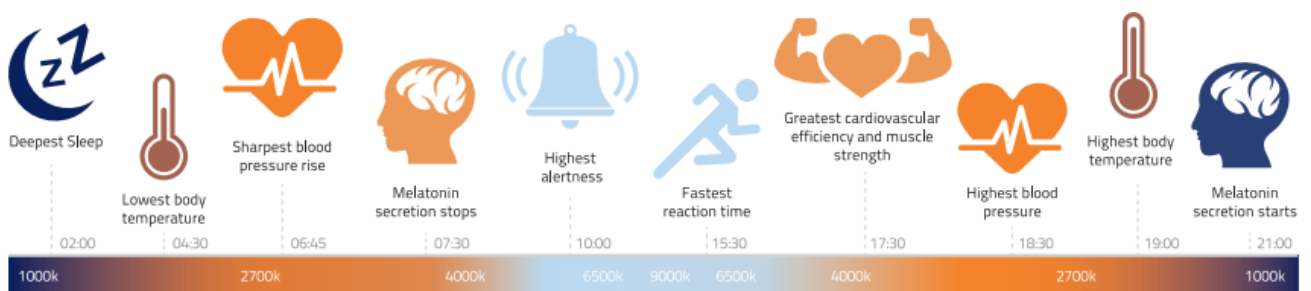 Z Z
Deepest Sleep
Lowest body
temperature
Sharpest blood
pressure rise
Melatonin
secretion stops
Highest
alertness
Fastest
reaction time
Greatest cardiovascular
efficiency and muscle
strength
Highest blood
pressure
Highest body
temperature
Melatonin
secretion starts
02:00 04:30 06:45 07:30 10:00 15:30 17:30 18:30 19:00 21:00
1000k 2700k 4000k 6500k 9000k 6500k 4000k 2700k 1000k